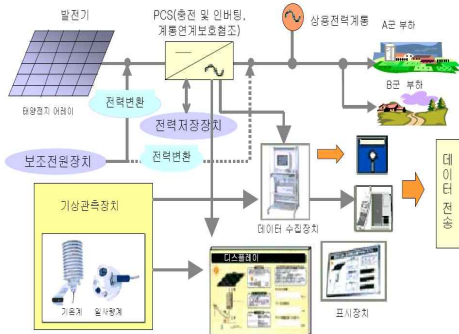 발전기
PCS(충전 및 인버팅,
계통연계보호협조)
상용전력계통
A군 부하
B군 부하
태양전지 어레이
전력변환
전력저장장치
보조전원장치
전력변환
기상관측장치
데이터 수집장치
데이터 전송
디스플레이
기온계
일사량계
표시장치